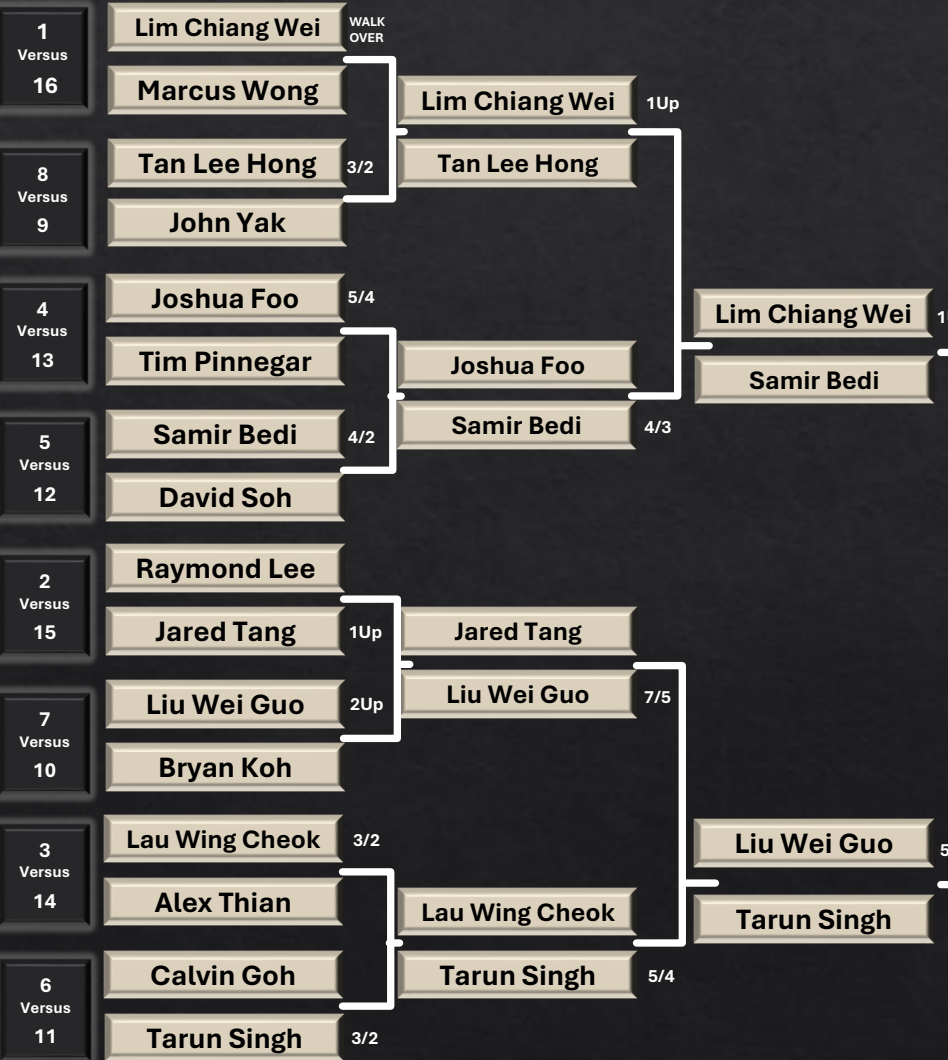 1
Versus
16
Lim Chiang Wei
WALK
OVER
Marcus Wong
8
Versus
9
Tan Lee Hong
3/2
John Yak
4
Versus
13
Joshua Foo
5/4
Tim Pinnegar
5
Versus
12
Samir Bedi
4/2
David Soh
2
Versus
15
Raymond Lee
Jared Tang
1Up
7
Versus
10
Liu Wei Guo
2Up
Bryan Koh
3
Versus
14
Lau Wing Cheok
3/2
Alex Thian
6
Versus
11
Calvin Goh
Tarun Singh
3/2
Lim Chiang Wei
1Up
Tan Lee Hong
Joshua Foo
Samir Bedi
4/3
Jared Tang
Liu Wei Guo
7/5
Lau Wing Cheok
Tarun Singh
5/4
Lim Chiang Wei
Samir Bedi
Liu Wei Guo
Tarun Singh